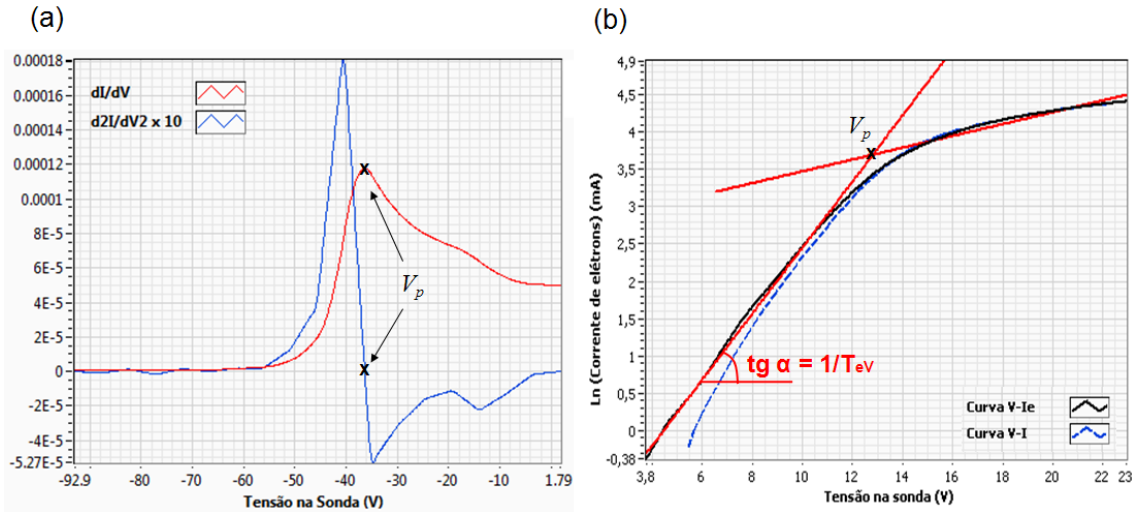 (a)
0.00018
0.00016
0.00014
0.00012
0.0001
8E-5
6E-5
4E-5
2E-5
0
-2E-5
-4E-5
-5.27E-5
dI/dV
d2I/dV2 x 10
x
Vp
x
-92.9
-80
-70
-60
-50
-40
-30
-20
-10
1.79
Tensão na Sonda (V)
(b)
Ln (Corrente de elétrons) (mA)
4,9
4,5
4
3,5
3
2,5
2
1,5
1
0,5
0
-0,38
Vp
x
tg α = 1/TeV
Curva V-Ie
Curva V-I
3,8
6
8
10
12
14
16
18
20
22
23
Tensão na sonda (V)